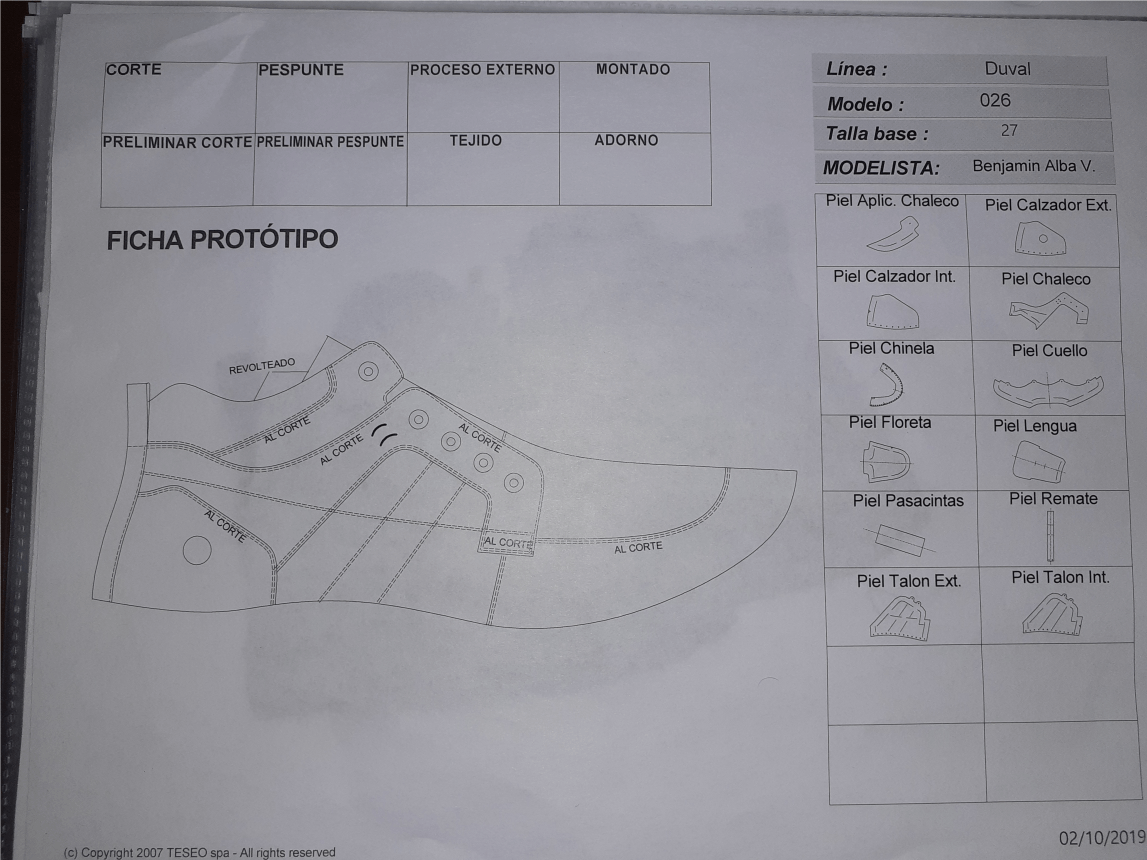 CORTE PESPUNTE PROCESO EXTERNO MONTADO
PRELIMINAR CORTE PRELIMINAR PESPUNTE TEJIDO ADORNO
Línea : Duval
Modelo : 026
Talla base : 27
MODELISTA: Benjamin Alba V.
FICHA PROTÓTIPO
REVOLTEADO
AL CORTE
AL CORTE
AL CORTE
AL CORTE
AL CORTE
AL CORTE
Piel Aplic. Chaleco Piel Calzador Ext.
Piel Calzador Int. Piel Chaleco
Piel Chinela Piel Cuello
Piel Floreta Piel Lengua
Piel Pasacintas Piel Remate
Piel Talon Ext. Piel Talon Int.
02/10/2019
(c) Copyright 2007 TESEO spa - All rights reserved